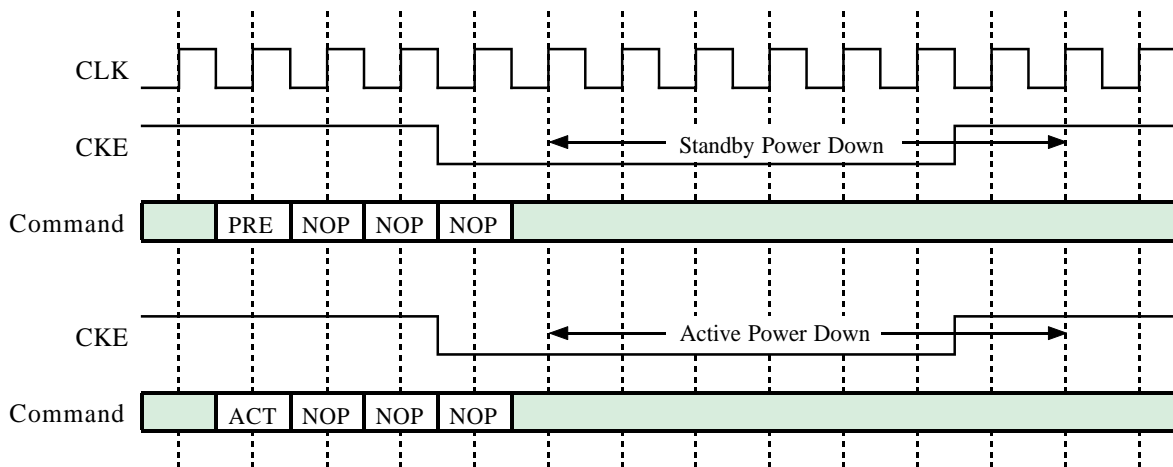 CLK
CKE
Standby Power Down
Command
PRE NOP NOP NOP
CKE
Active Power Down
Command
ACT NOP NOP NOP